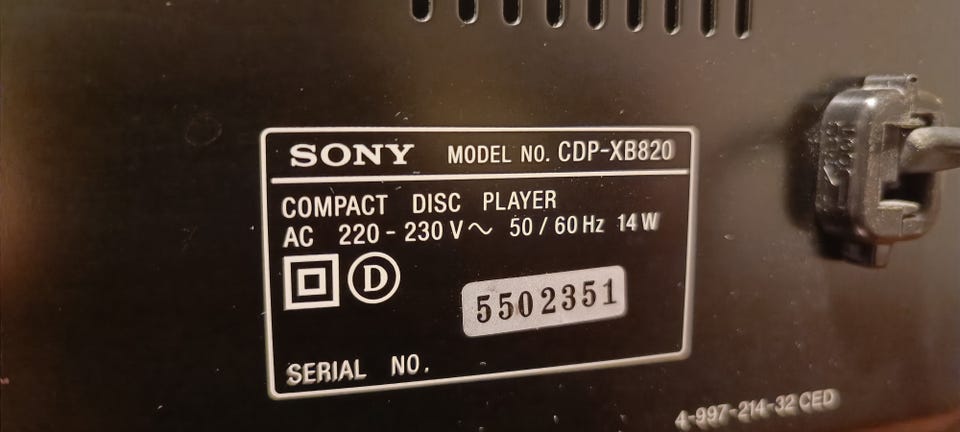 SONY MODEL NO. CDP-XB820
COMPACT DISC PLAYER
AC 220 - 230 V~ 50 / 60 Hz 14 W
D
5502351
SERIAL NO.
4-997-214-32 CED